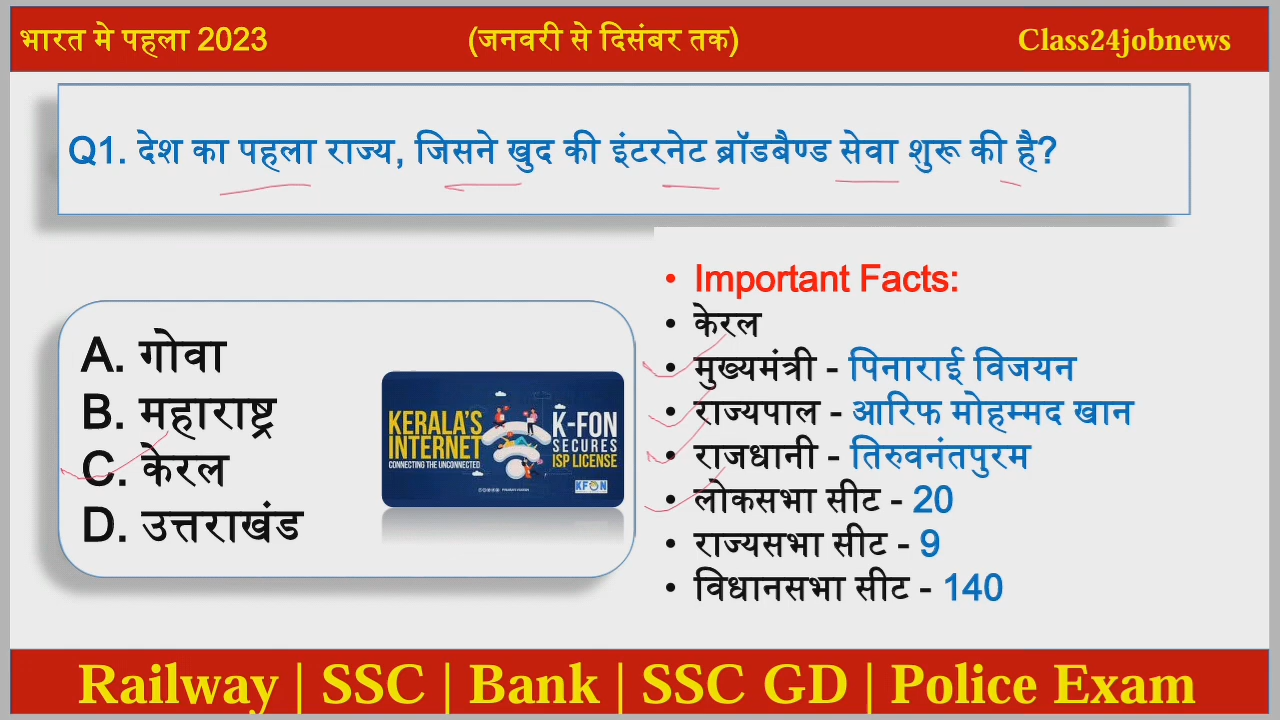 भारत मे पहला 2023 (जनवरी से दिसंबर तक) Class24jobnews
Q1. देश का पहला राज्य, जिसने खुद की इंटरनेट ब्रॉडबैण्ड सेवा शुरू की है?
A. गोवा
B. महाराष्ट्र
C. केरल
D. उत्तराखंड
KERALA'S
INTERNET
CONNECTING THE UNCONNECTED
K-FON
SECURES
ISP LICENSE
KFON
• Important Facts:
• केरल
• मुख्यमंत्री - पिनाराई विजयन
• राज्यपाल - आरिफ मोहम्मद खान
• राजधानी - तिरुवनंतपुरम
• लोकसभा सीट - 20
• राज्यसभा सीट - 9
• विधानसभा सीट - 140
Railway | SSC | Bank | SSC GD | Police Exam